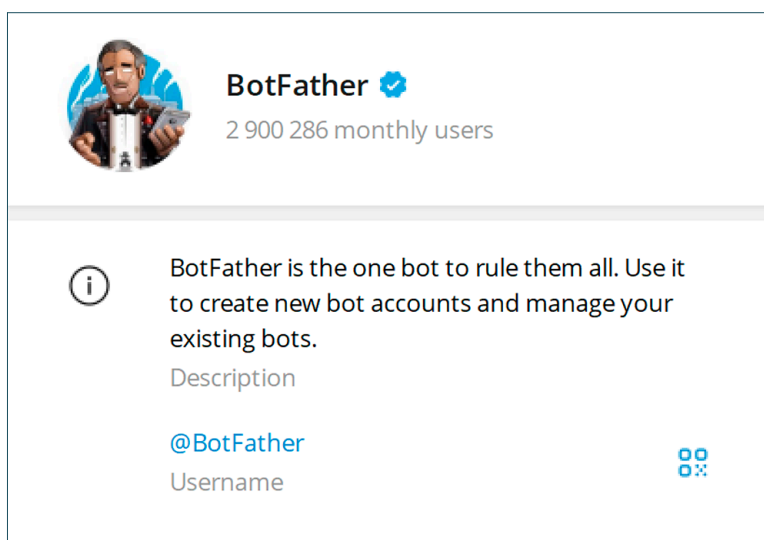 BotFather
2 900 286 monthly users
BotFather is the one bot to rule them all. Use it
to create new bot accounts and manage your
existing bots.
Description
@BotFather
Username